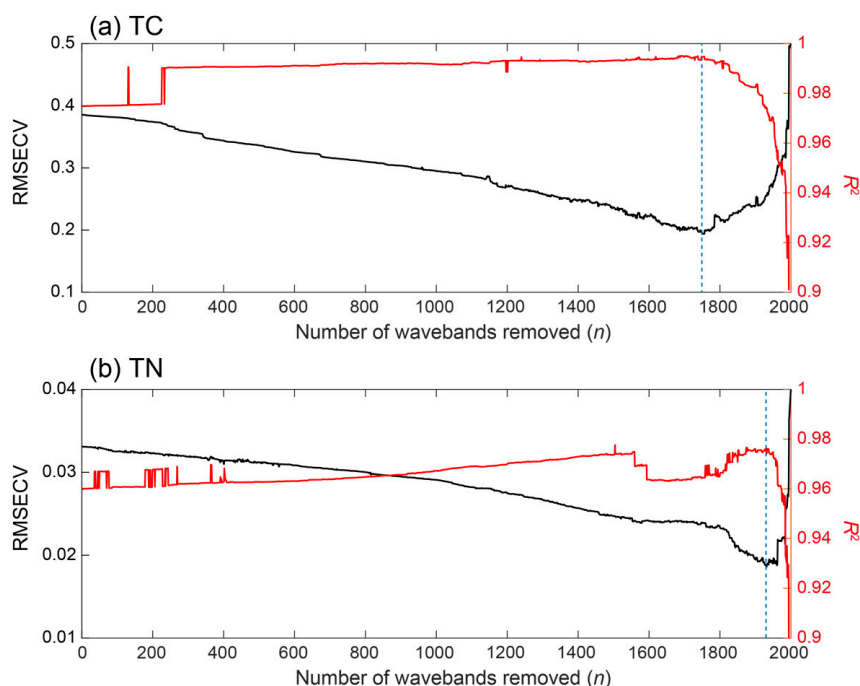 (a) TC
RMSECV
0.5
0.4
0.3
0.2
0.1
1
0.98
0.96
0.94
0.92
0.9
R²
0 200 400 600 800 1000 1200 1400 1600 1800 2000
Number of wavebands removed (n)
(b) TN
RMSECV
0.04
0.03
0.02
0.01
1
0.98
0.96
0.94
0.92
0.9
R²
0 200 400 600 800 1000 1200 1400 1600 1800 2000
Number of wavebands removed (n)